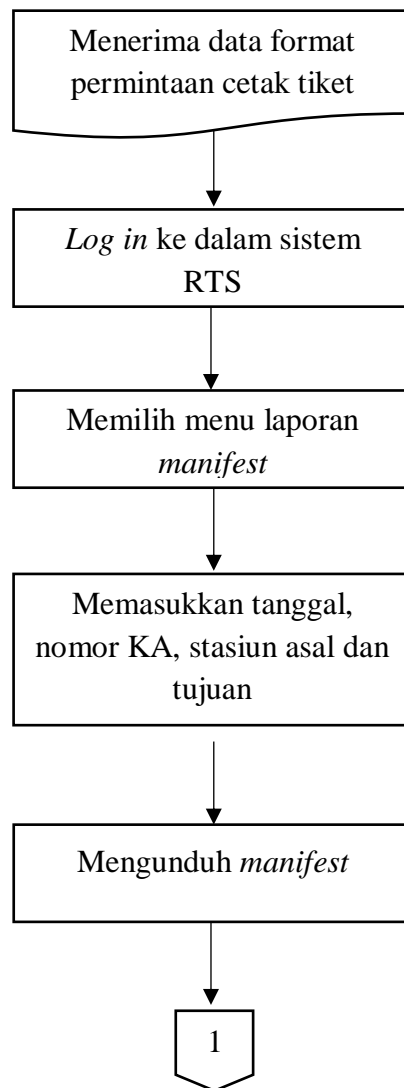 Menerima data format
permintaan cetak tiket
Log in ke dalam sistem
RTS
Memilih menu laporan
manifest
Memasukkan tanggal,
nomor KA, stasiun asal dan
tujuan
Mengunduh manifest
1